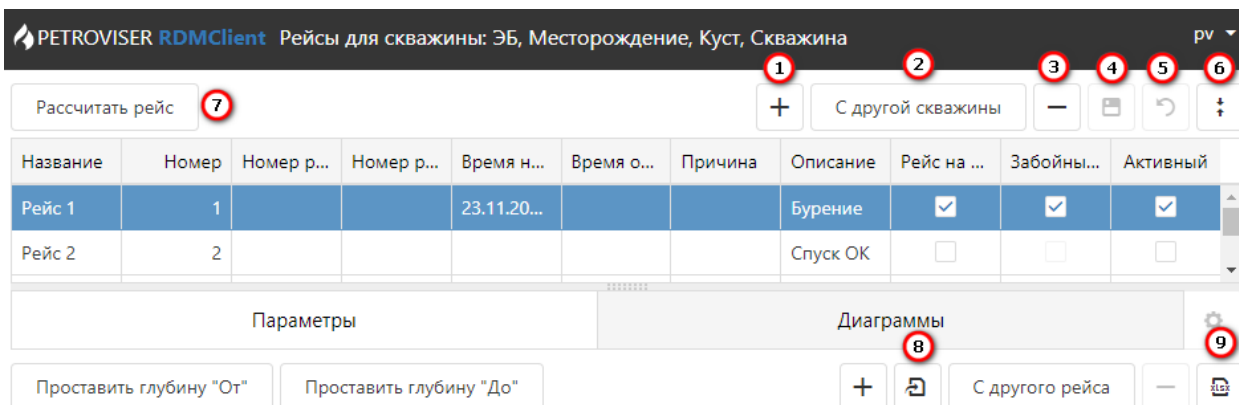 PETROVISER RDMClient Рейсы для скважины: ЭБ, Месторождение, Куст, Скважина pv
1 2 3 4 5 6
Рассчитать рейс 7 + С другой скважины −
Название Номер Номер р... Номер р... Время н... Время о... Причина Описание Рейс на ... Забойны... Активный
Рейс 1 1 23.11.20... Бурение
Рейс 2 2 Спуск ОК
Параметры Диаграммы
8 9
Проставить глубину "От" Проставить глубину "До" + С другого рейса − xlsx